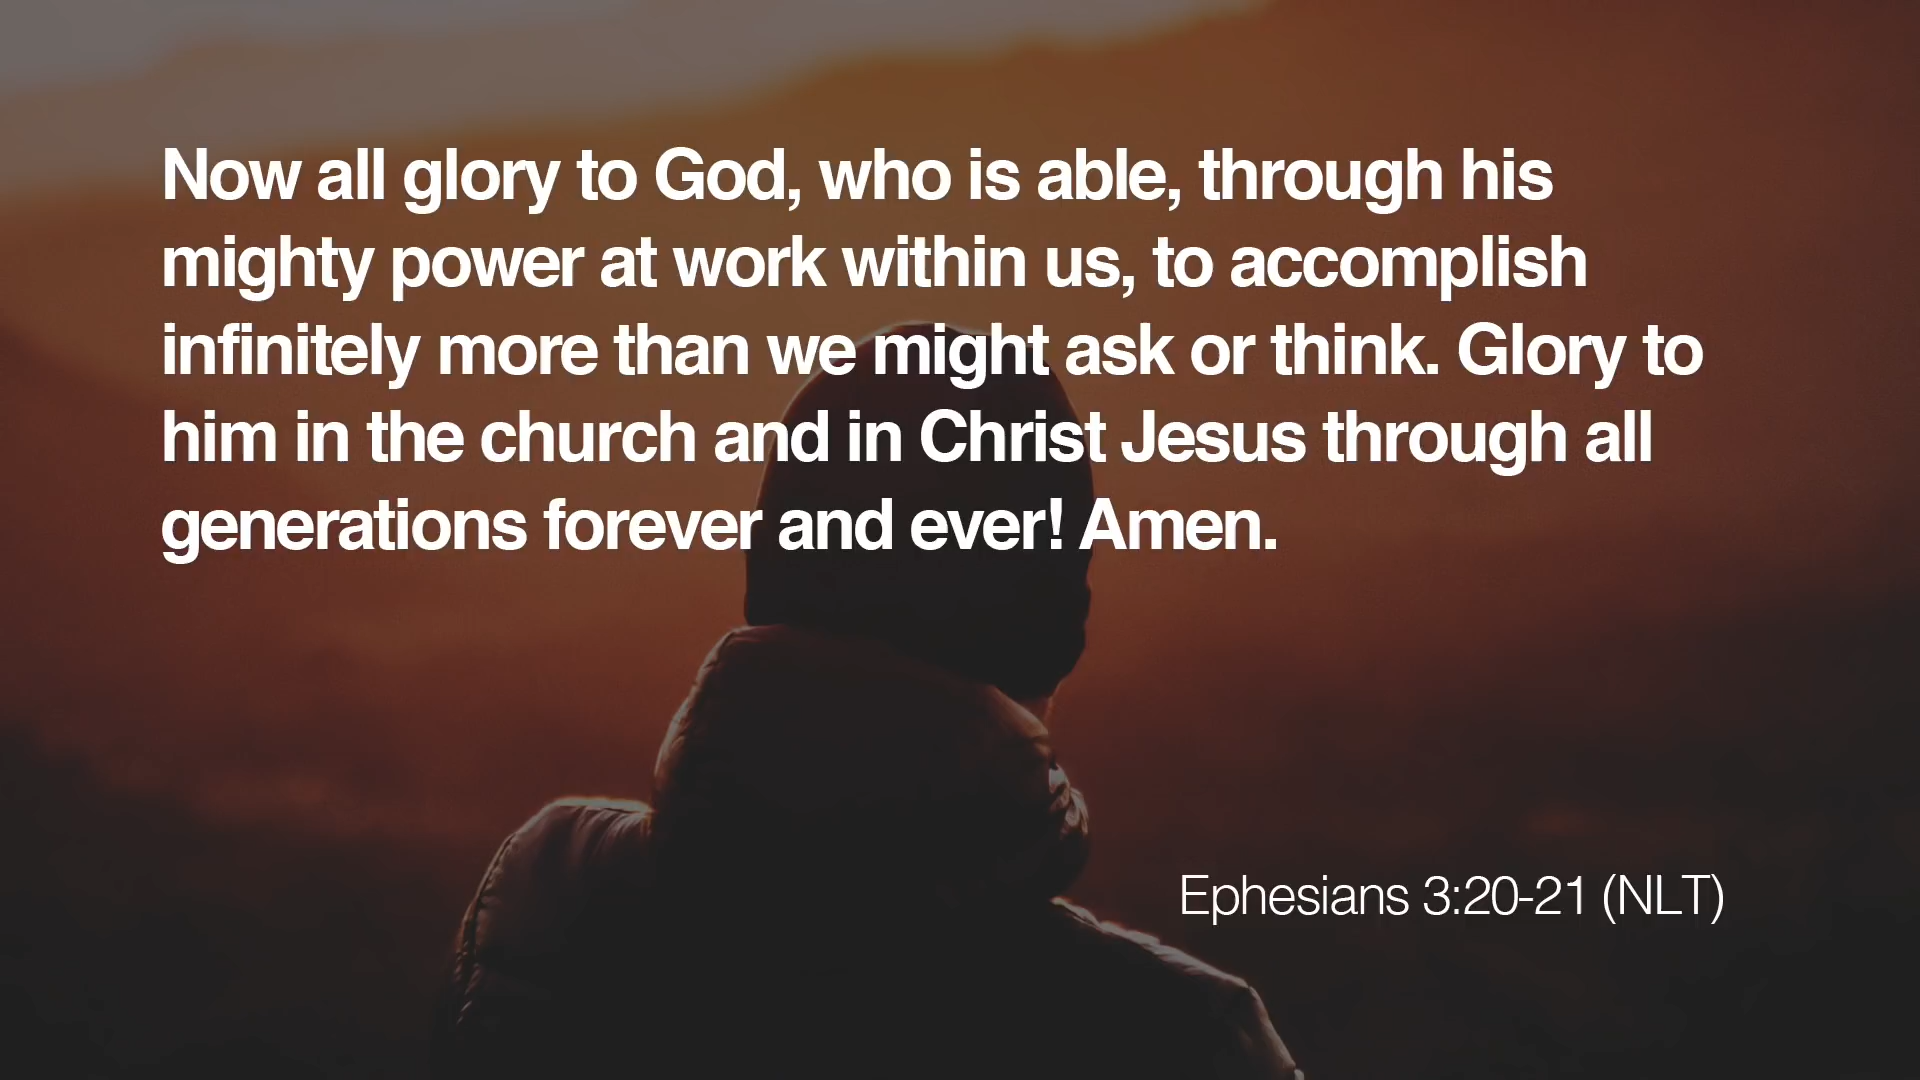 Now all glory to God, who is able, through his
mighty power at work within us, to accomplish
infinitely more than we might ask or think. Glory to
him in the church and in Christ Jesus through all
generations forever and ever! Amen.
Ephesians 3:20-21 (NLT)